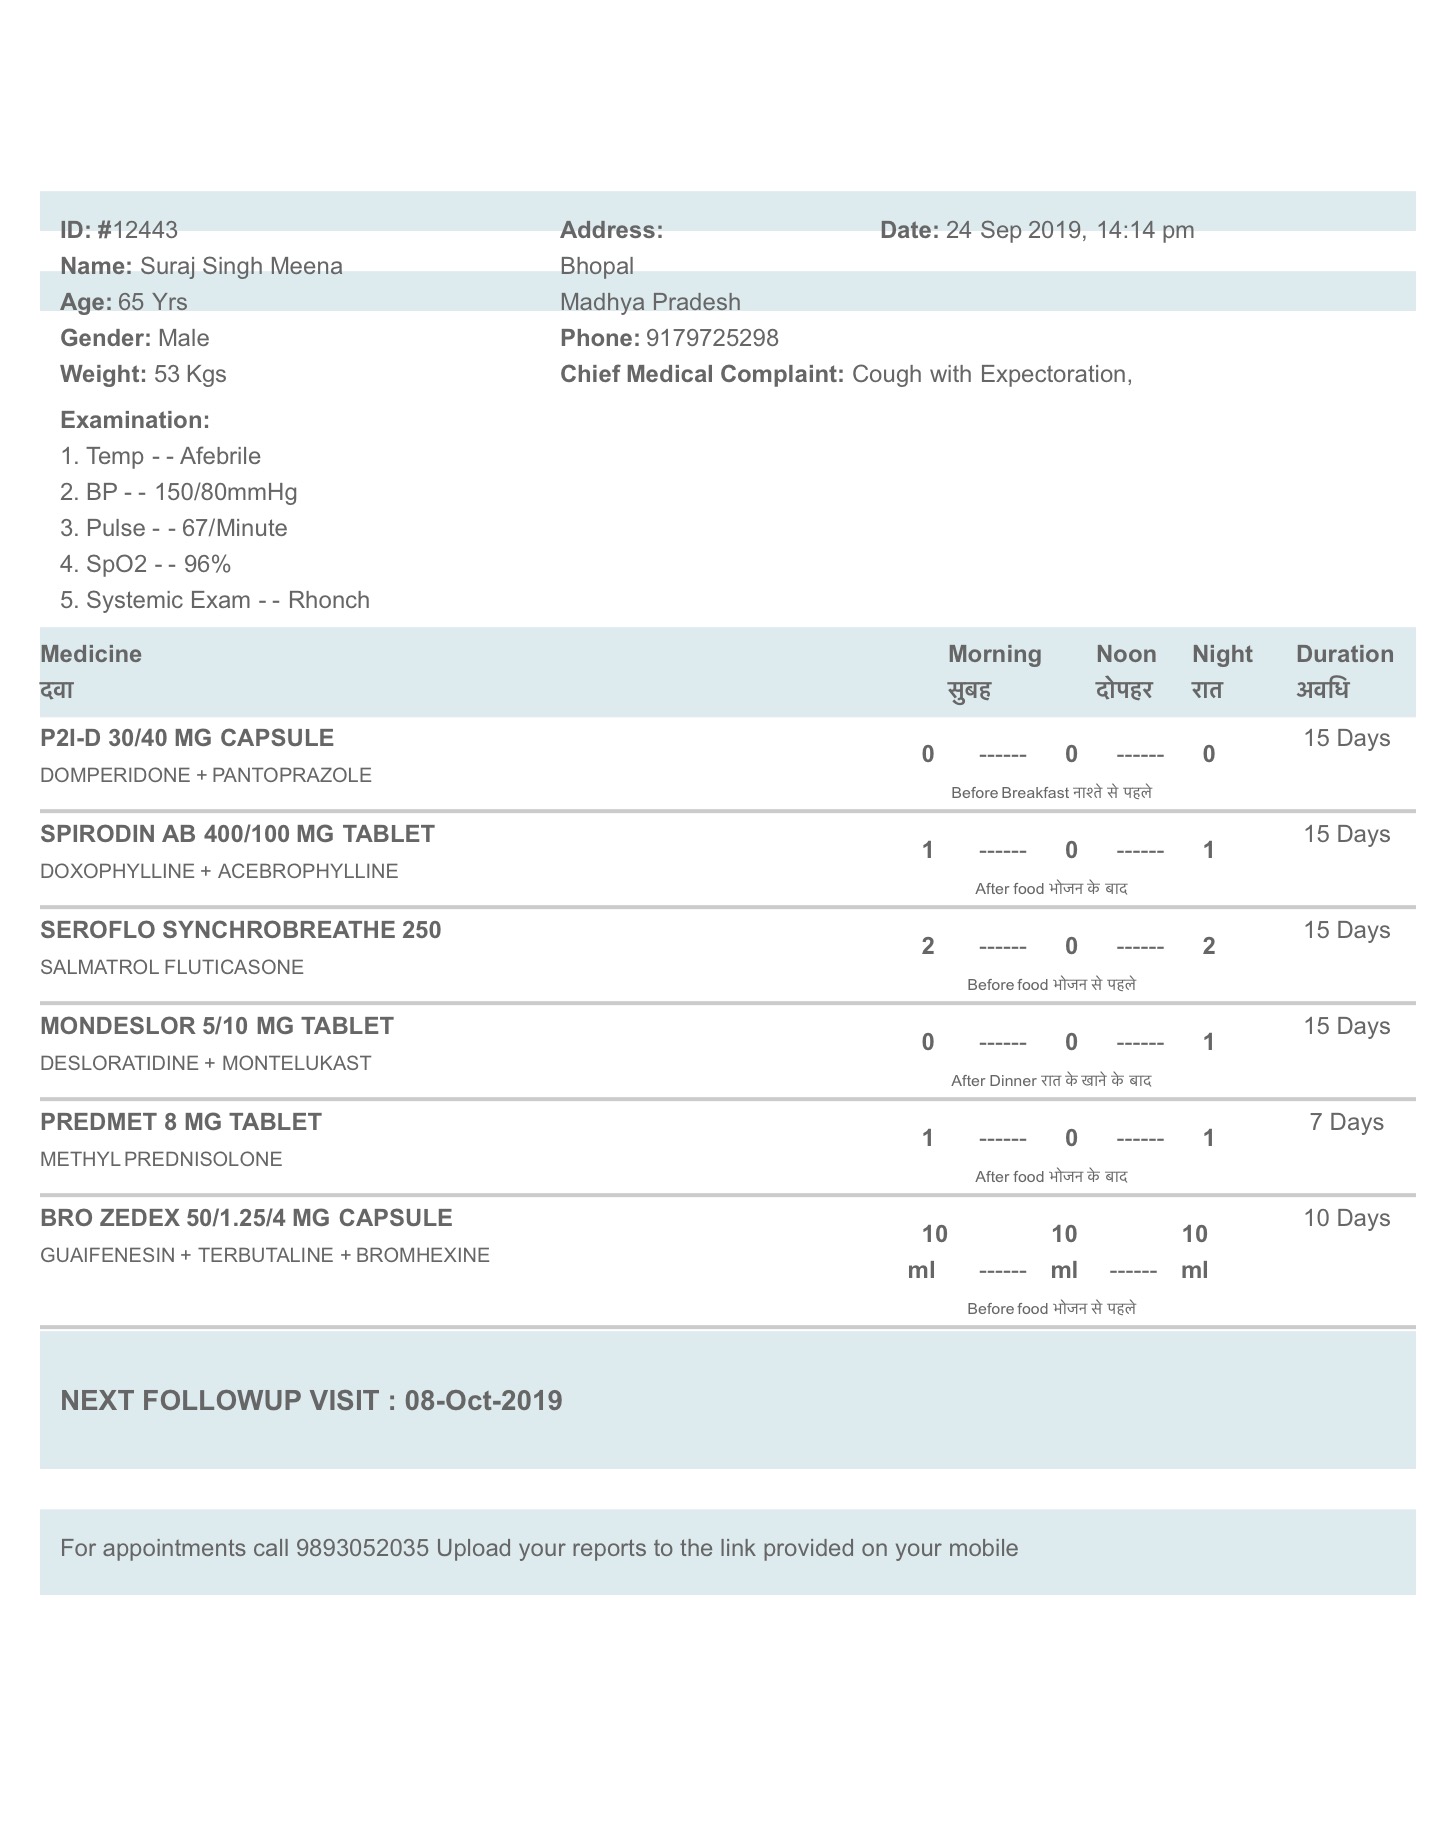 ID: #12443 Address: Date: 24 Sep 2019, 14:14 pm
Name: Suraj Singh Meena Bhopal
Age: 65 Yrs Madhya Pradesh
Gender: Male Phone: 9179725298
Weight: 53 Kgs Chief Medical Complaint: Cough with Expectoration,
Examination:
1. Temp - - Afebrile
2. BP - - 150/80mmHg
3. Pulse - - 67/Minute
4. SpO2 - - 96%
5. Systemic Exam - - Rhonch
Medicine Morning Noon Night Duration
दवा सुबह दोपहर रात अवधि
P2I-D 30/40 MG CAPSULE 15 Days
0 ------ 0 ------ 0
DOMPERIDONE + PANTOPRAZOLE
Before Breakfast नाश्ते से पहले
SPIRODIN AB 400/100 MG TABLET 15 Days
1 ------ 0 ------ 1
DOXOPHYLLINE + ACEBROPHYLLINE
After food भोजन के बाद
SEROFLO SYNCHROBREATHE 250 15 Days
2 ------ 0 ------ 2
SALMATROL FLUTICASONE
Before food भोजन से पहले
MONDESLOR 5/10 MG TABLET 15 Days
0 ------ 0 ------ 1
DESLORATIDINE + MONTELUKAST
After Dinner रात के खाने के बाद
PREDMET 8 MG TABLET 7 Days
1 ------ 0 ------ 1
METHYL PREDNISOLONE
After food भोजन के बाद
BRO ZEDEX 50/1.25/4 MG CAPSULE 10 Days
10 10 10
GUAIFENESIN + TERBUTALINE + BROMHEXINE
ml ------ ml ------ ml
Before food भोजन से पहले
NEXT FOLLOWUP VISIT : 08-Oct-2019
For appointments call 9893052035 Upload your reports to the link provided on your mobile